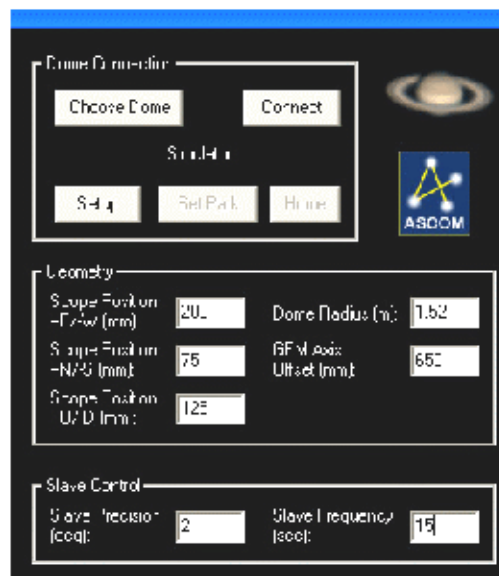 Dome Connection
Choose Dome
Connect
Simulator
Setup
Set Park
Home
ASCOM
Geometry
Scope Position
+E/-W (mm):
Dome Radius (m):
1.52
Scope Position
+N/-S (mm):
75
GEM Axis
Offset (mm):
650
Scope Position
+U/-D (mm):
125
Slave Control
Slave Precision
(deg):
2
Slave Frequency
(sec):
15